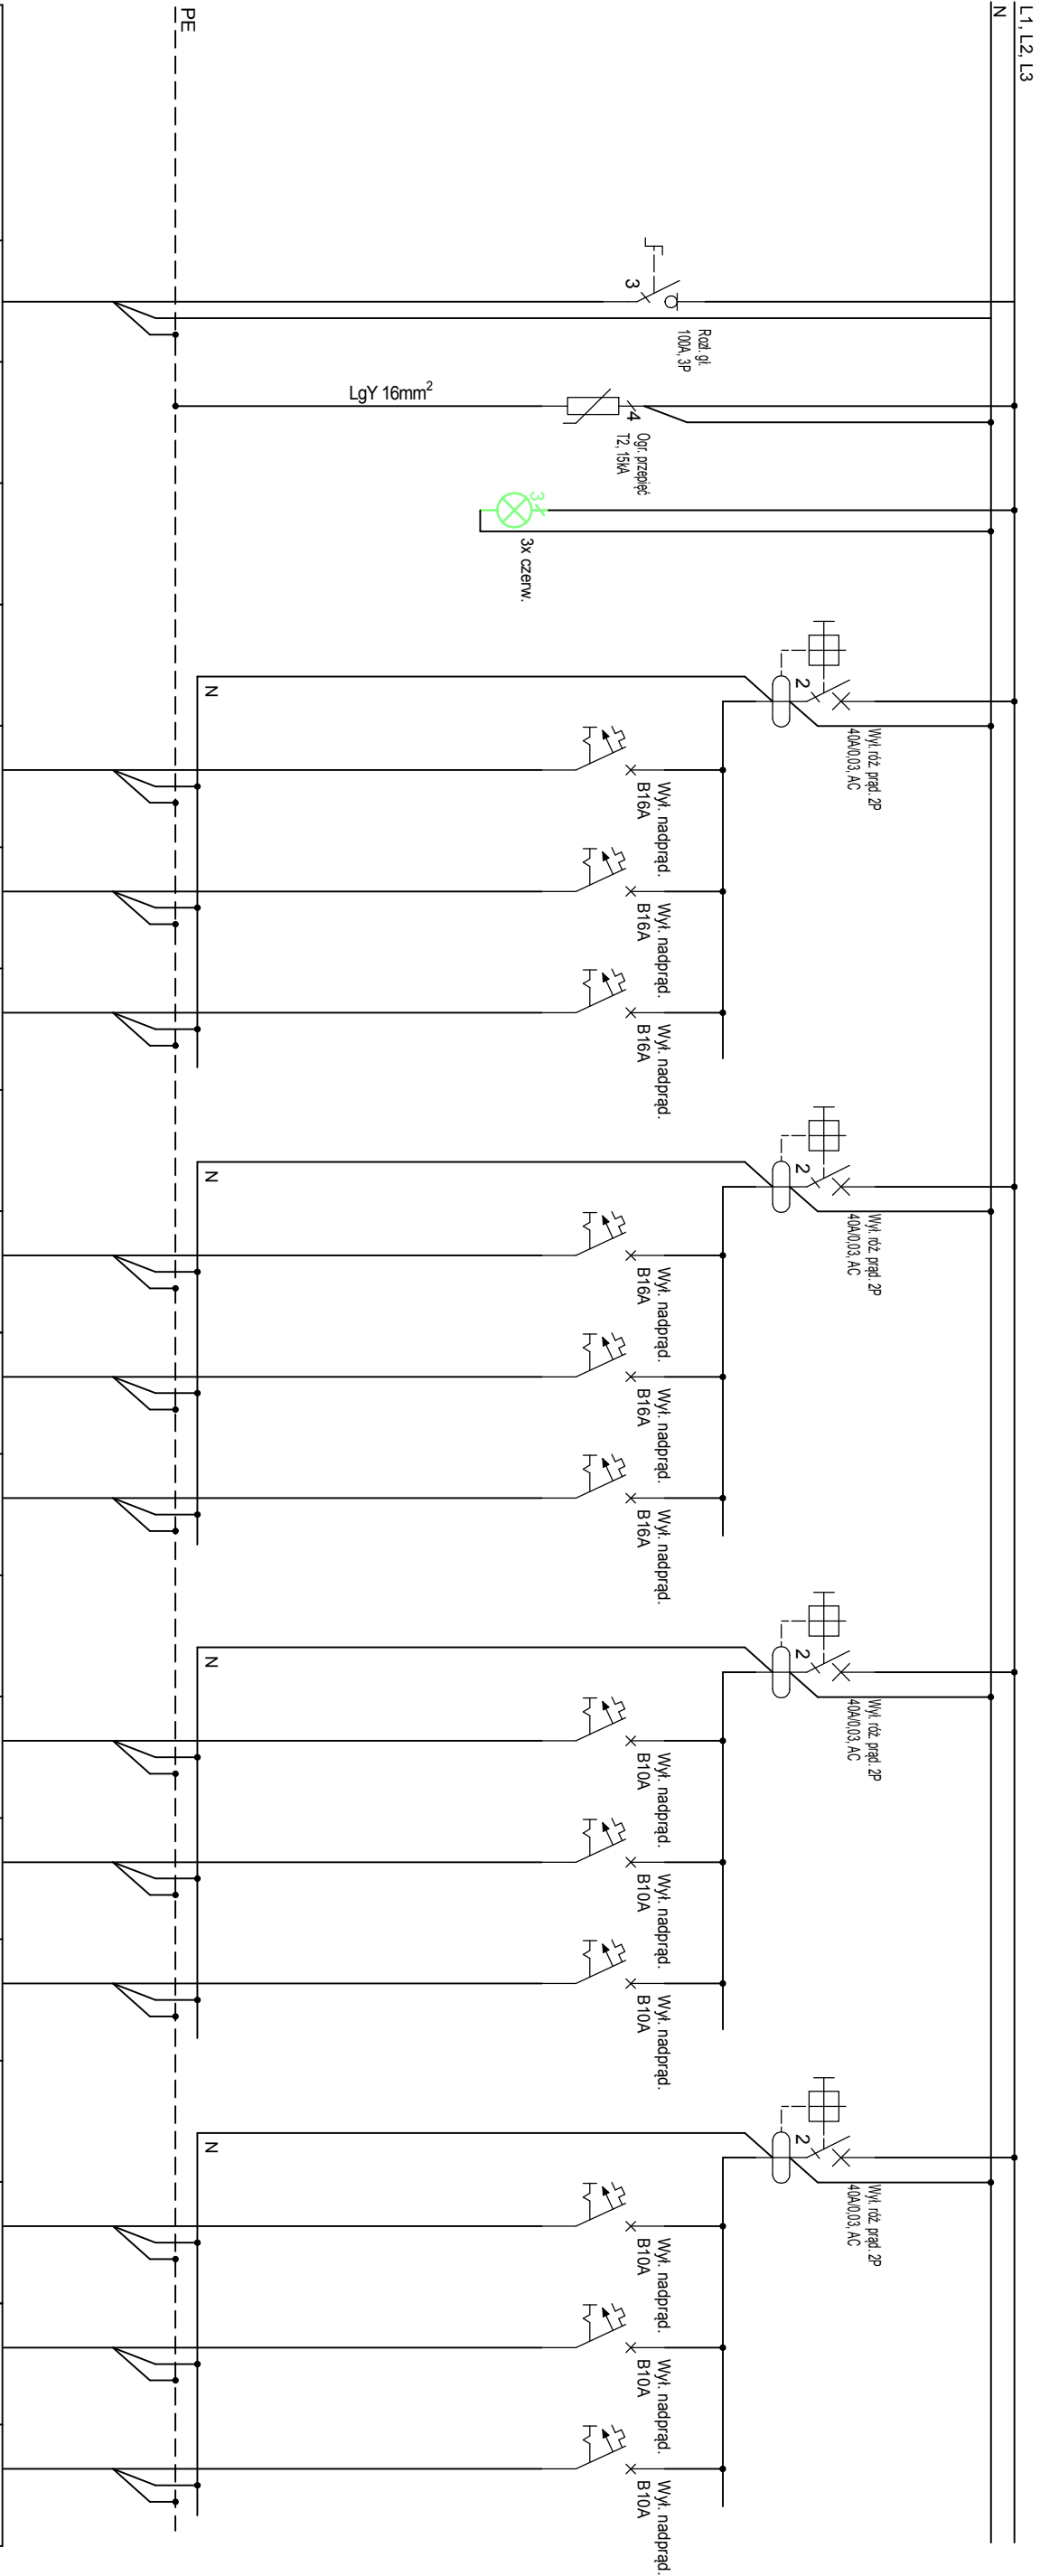 L1, L2, L3
N
PE
3
Rozł. gł.
100A, 3P
LgY 16mm²
4
Ogr. przepięć
T2, 15kA
3
3x czerw.
2
Wył. róż. prąd. 2P
40A/0,03, AC
N
Wył. nadprąd.
B16A
Wył. nadprąd.
B16A
Wył. nadprąd.
B16A
2
Wył. róż. prąd. 2P
40A/0,03, AC
N
Wył. nadprąd.
B16A
Wył. nadprąd.
B16A
Wył. nadprąd.
B16A
2
Wył. róż. prąd. 2P
40A/0,03, AC
N
Wył. nadprąd.
B10A
Wył. nadprąd.
B10A
Wył. nadprąd.
B10A
2
Wył. róż. prąd. 2P
40A/0,03, AC
N
Wył. nadprąd.
B10A
Wył. nadprąd.
B10A
Wył. nadprąd.
B10A